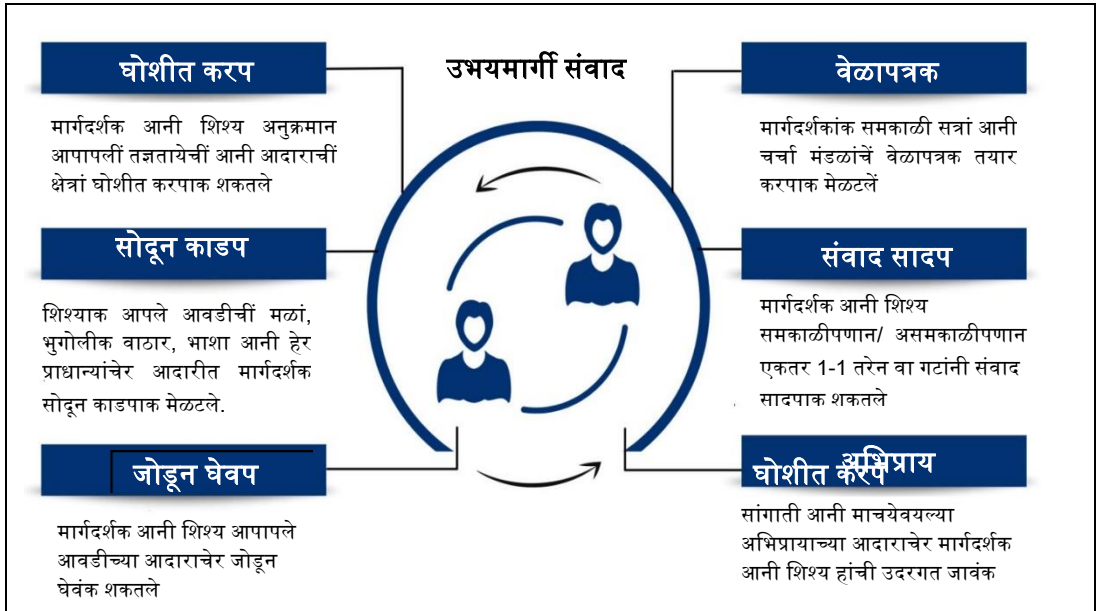 घोशीत करप
मार्गदर्शक आनी शिश्य अनुक्रमान
आपापलीं तज्ञतायेचीं आनी आदाराचीं
क्षेत्रां घोशीत करपाक शकतले
सोदून काडप
शिश्याक आपले आवडीचीं मळां,
भुगोलीक वाठार, भाशा आनी हेर
प्राधान्यांचेर आदारीत मार्गदर्शक
सोदून काडपाक मेळटले.
जोडून घेवप
मार्गदर्शक आनी शिश्य आपापले
आवडीच्या आदाराचेर जोडून
घेवंक शकतले
उभयमार्गी संवाद
वेळापत्रक
मार्गदर्शकांक समकाळी सत्रां आनी
चर्चा मंडळांचें वेळापत्रक तयार
करपाक मेळटलें
संवाद सादप
मार्गदर्शक आनी शिश्य
समकाळीपणान/ असमकाळीपणान
एकतर 1-1 तरेन वा गटांनी संवाद
सादपाक शकतले
अभिप्राय
घोशीत करप
सांगाती आनी माचयेवयल्या
अभिप्रायाच्या आदाराचेर मार्गदर्शक
आनी शिश्य हांची उदरगत जावंक